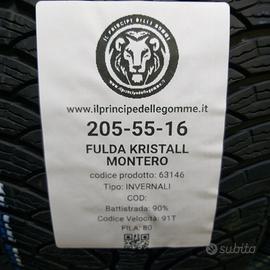 IL PRINCIPE DELLE GOMME
www.ilprincipedellegomme.it
205-55-16
FULDA KRISTALL
MONTERO
codice prodotto: 63146
Tipo: INVERNALI
COD:
Battistrada: 90%
Codice Velocità: 91T
FILA: 80
subito